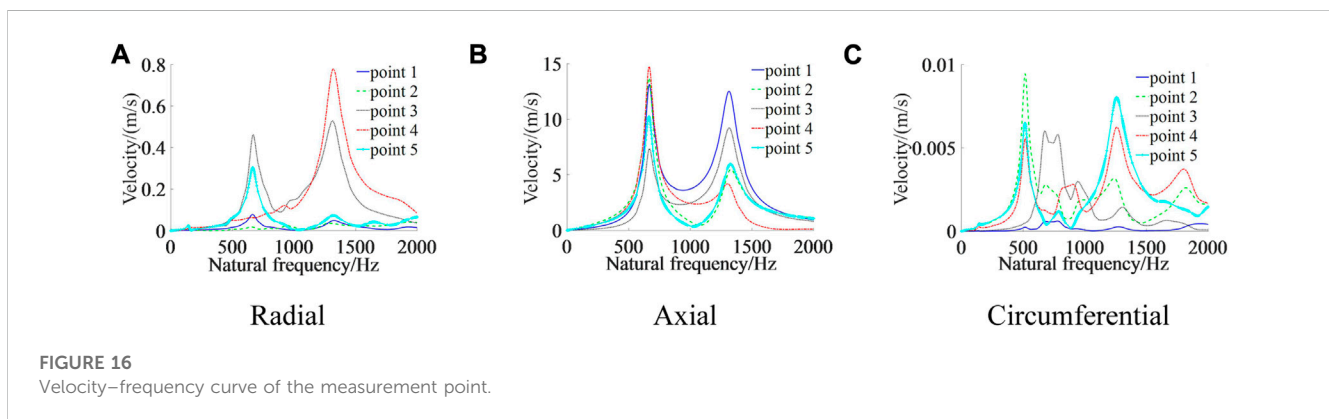 A
0.8
0.6
0.4
0.2
0
Velocity/(m/s)
point 1
point 2
point 3
point 4
point 5
0 500 1000 1500 2000
Natural frequency/Hz
Radial
B
15
10
5
0
Velocity/(m/s)
point 1
point 2
point 3
point 4
point 5
0 500 1000 1500 2000
Natural frequency/Hz
Axial
C
0.01
0.005
0
Velocity/(m/s)
point 1
point 2
point 3
point 4
point 5
0 500 1000 1500 2000
Natural frequency/Hz
Circumferential
FIGURE 16
Velocity–frequency curve of the measurement point.